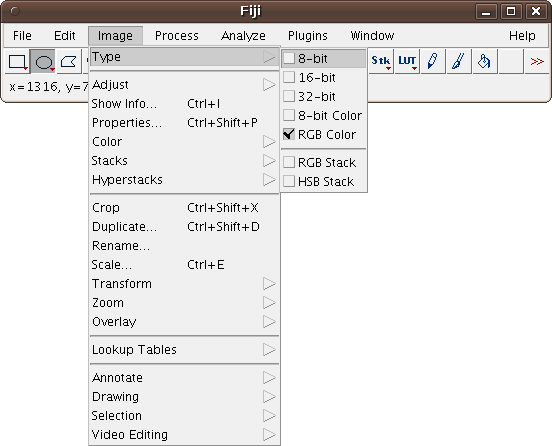 Fiji
File Edit Image Process Analyze Plugins Window Help
Stk LUT >>
x=1316, y=7
Type
Adjust
Show Info... Ctrl+I
Properties... Ctrl+Shift+P
Color
Stacks
Hyperstacks
Crop Ctrl+Shift+X
Duplicate... Ctrl+Shift+D
Rename...
Scale... Ctrl+E
Transform
Zoom
Overlay
Lookup Tables
Annotate
Drawing
Selection
Video Editing
8-bit
16-bit
32-bit
8-bit Color
RGB Color
RGB Stack
HSB Stack